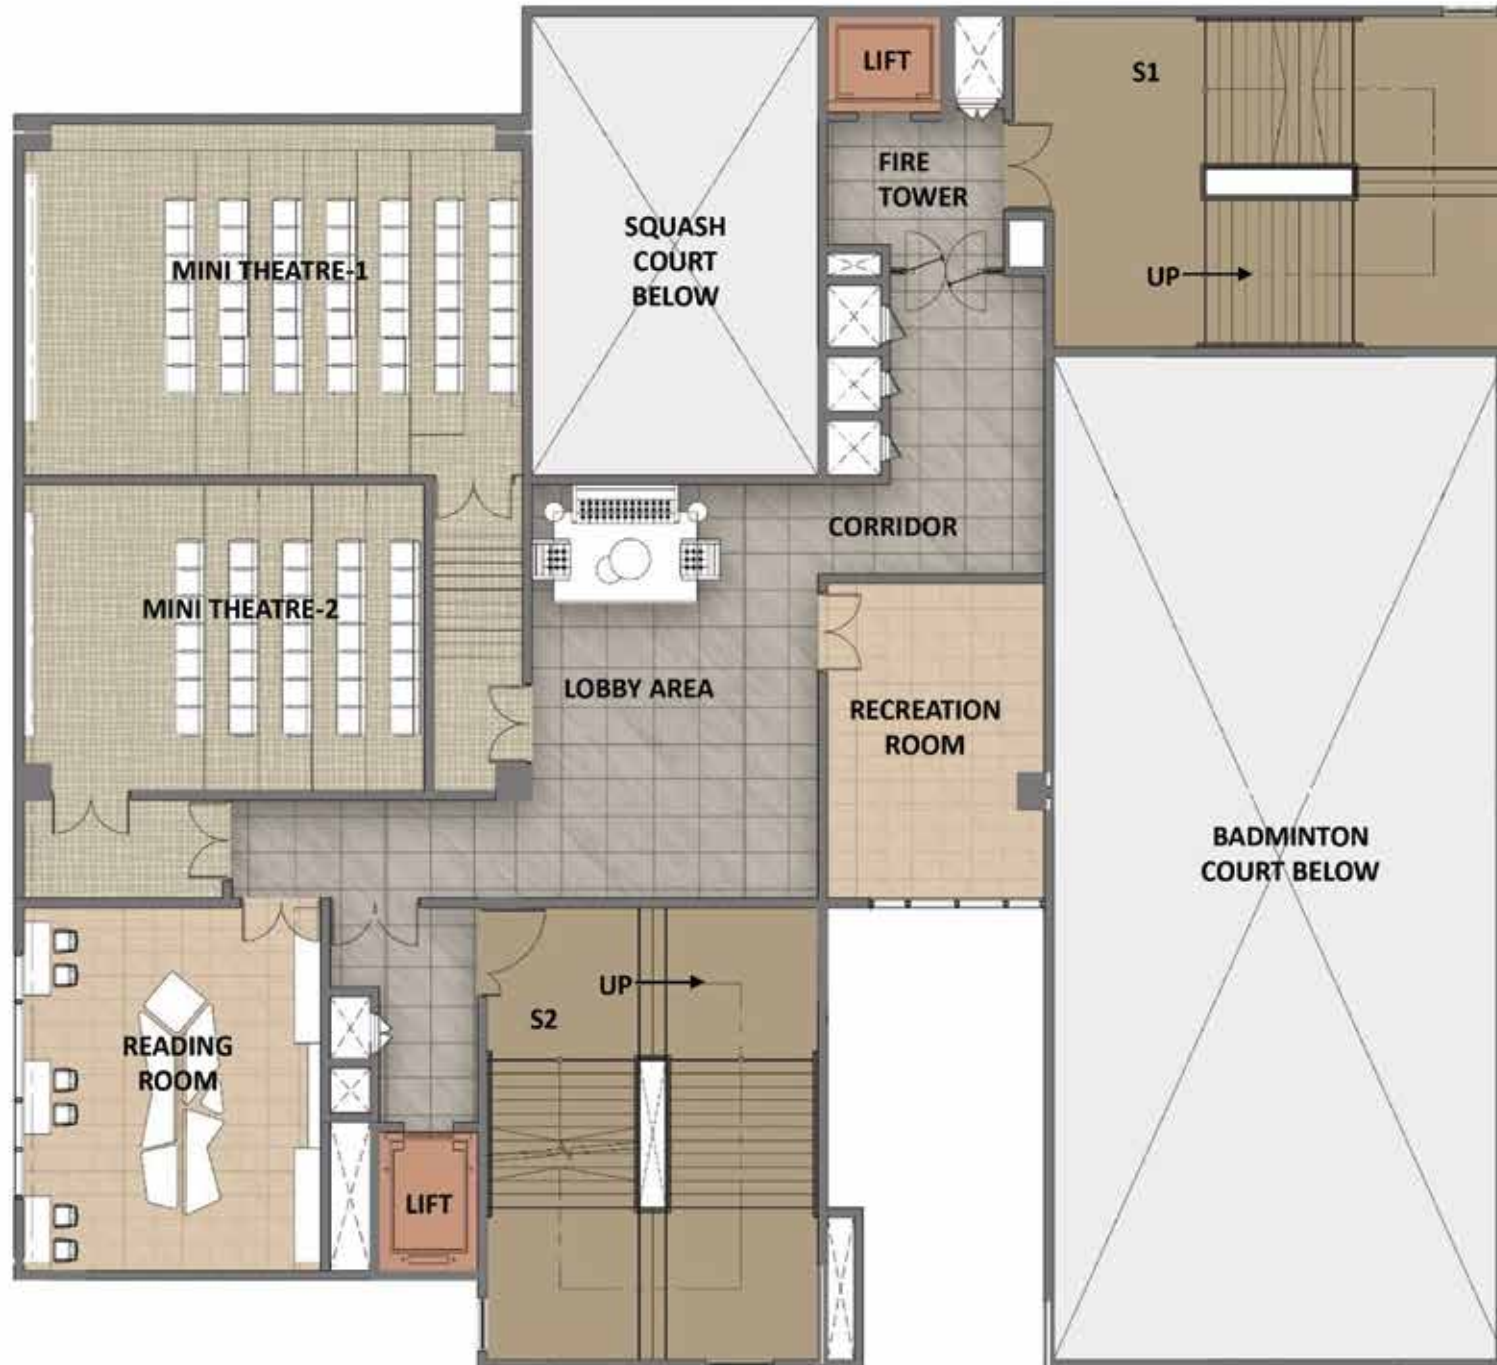 LIFT
S1
FIRE
TOWER
SQUASH
COURT
BELOW
MINI THEATRE-1
UP
CORRIDOR
MINI THEATRE-2
LOBBY AREA
RECREATION
ROOM
BADMINTON
COURT BELOW
UP
S2
READING
ROOM
LIFT